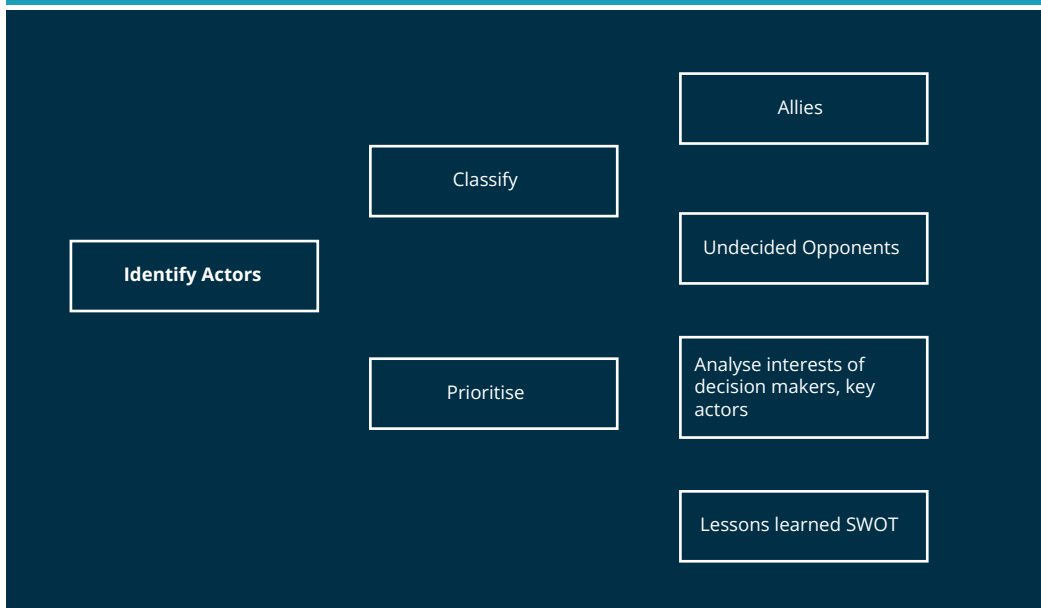 Identify Actors
Classify
Prioritise
Allies
Undecided Opponents
Analyse interests of
decision makers, key
actors
Lessons learned SWOT